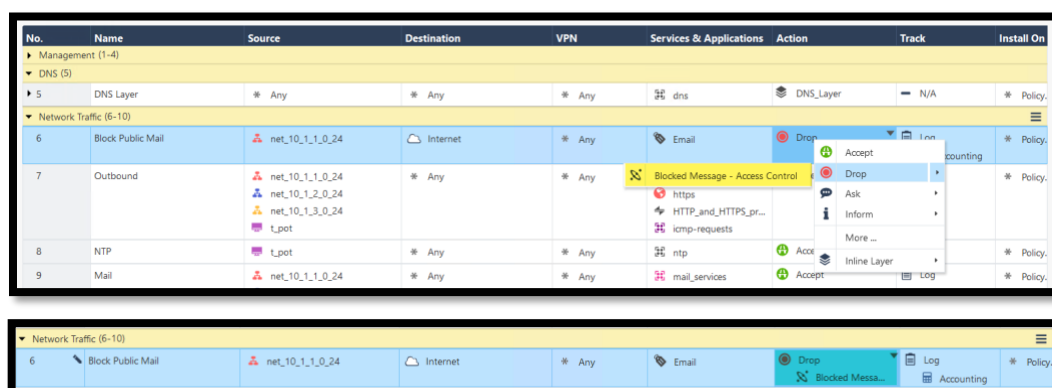 No. Name Source Destination VPN Services & Applications Action Track Install On
Management (1-4)
DNS (5)
5 DNS Layer Any Any Any dns DNS_Layer N/A Policy.
Network Traffic (6-10)
6 Block Public Mail net_10_1_1_0_24 Internet Any Email Drop Log Policy.
Accept ccounting
7 Outbound net_10_1_1_0_24 Any Any Blocked Message - Access Control Drop Policy.
net_10_1_2_0_24 https Ask
net_10_1_3_0_24 HTTP_and_HTTPS_pr... Inform
t_pot icmp-requests
More ...
8 NTP t_pot Any Any ntp Acce Policy.
Inline Layer
9 Mail net_10_1_1_0_24 Any Any mail_services Accept Log Policy.
Network Traffic (6-10)
6 Block Public Mail net_10_1_1_0_24 Internet Any Email Drop Log Policy.
Blocked Messa... Accounting